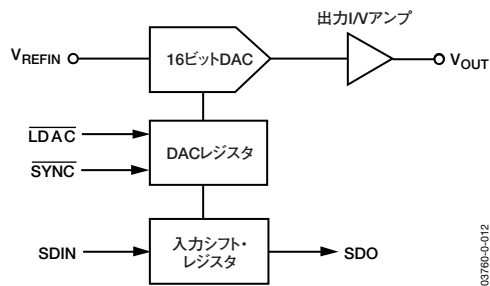 出力I/Vアンプ
VREFIN
16ビットDAC
VOUT
LDAC
DACレジスタ
SYNC
SDIN
入力シフト・
レジスタ
SDO
03760-0-012